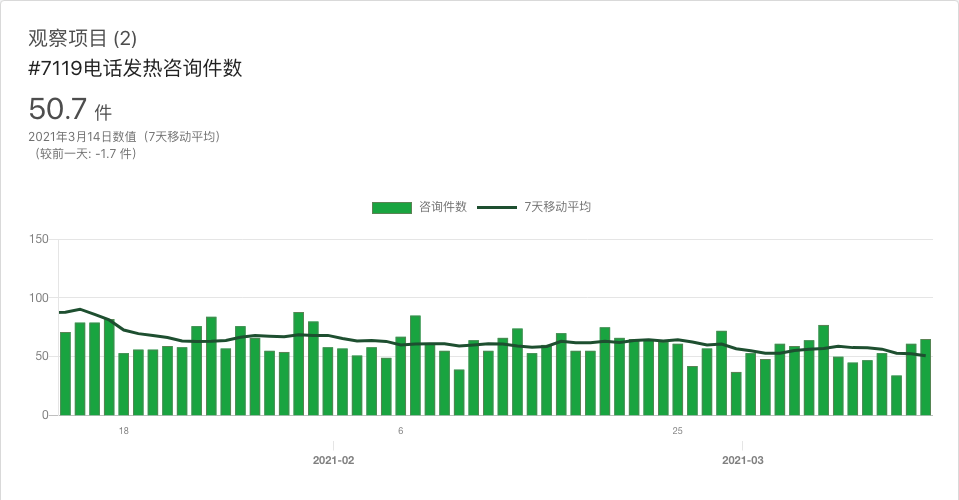 观察项目 (2)
#7119电话发热咨询件数
50.7 件
2021年3月14日数值（7天移动平均）
（较前一天: -1.7 件）
咨询件数 7天移动平均
150
100
50
0
18 6 25
2021-02 2021-03